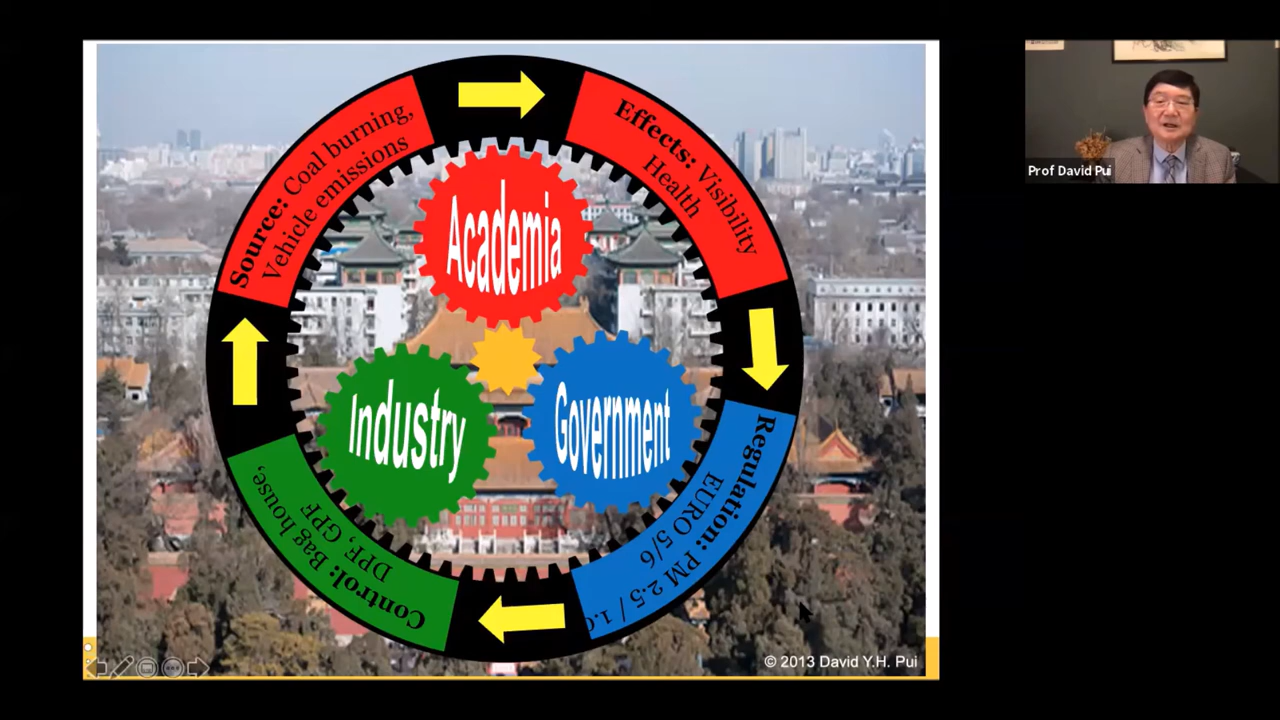 Source: Coal burning,
Vehicle emissions
Effects: Visibility
Health
Academia
Industry
Government
Regulation: PM 2.5 / 1.0
EURO 5/6
Control: Bag house,
DPF, GPF
© 2013 David Y.H. Pui
Prof David Pui